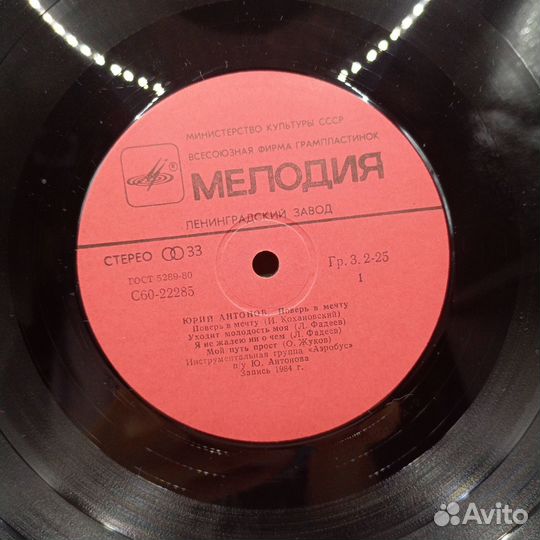 МИНИСТЕРСТВО КУЛЬТУРЫ СССР
ВСЕСОЮЗНАЯ ФИРМА ГРАМПЛАСТИНОК
® МЕЛОДИЯ
ЛЕНИНГРАДСКИЙ ЗАВОД
СТЕРЕО 33
ГОСТ 5289-80
Гр. 3. 2-25
С60-22285
1
ЮРИЙ АНТОНОВ Поверь в мечту
Поверь в мечту (И. Кохановский)
Уходит молодость моя (Л. Фадеев)
Я не жалею ни о чем (Л. Фадеев)
Мой путь прост (О. Жуков)
Инструментальная группа «Аэробус»
п/у Ю. Антонова
Запись 1984 г.
Avito